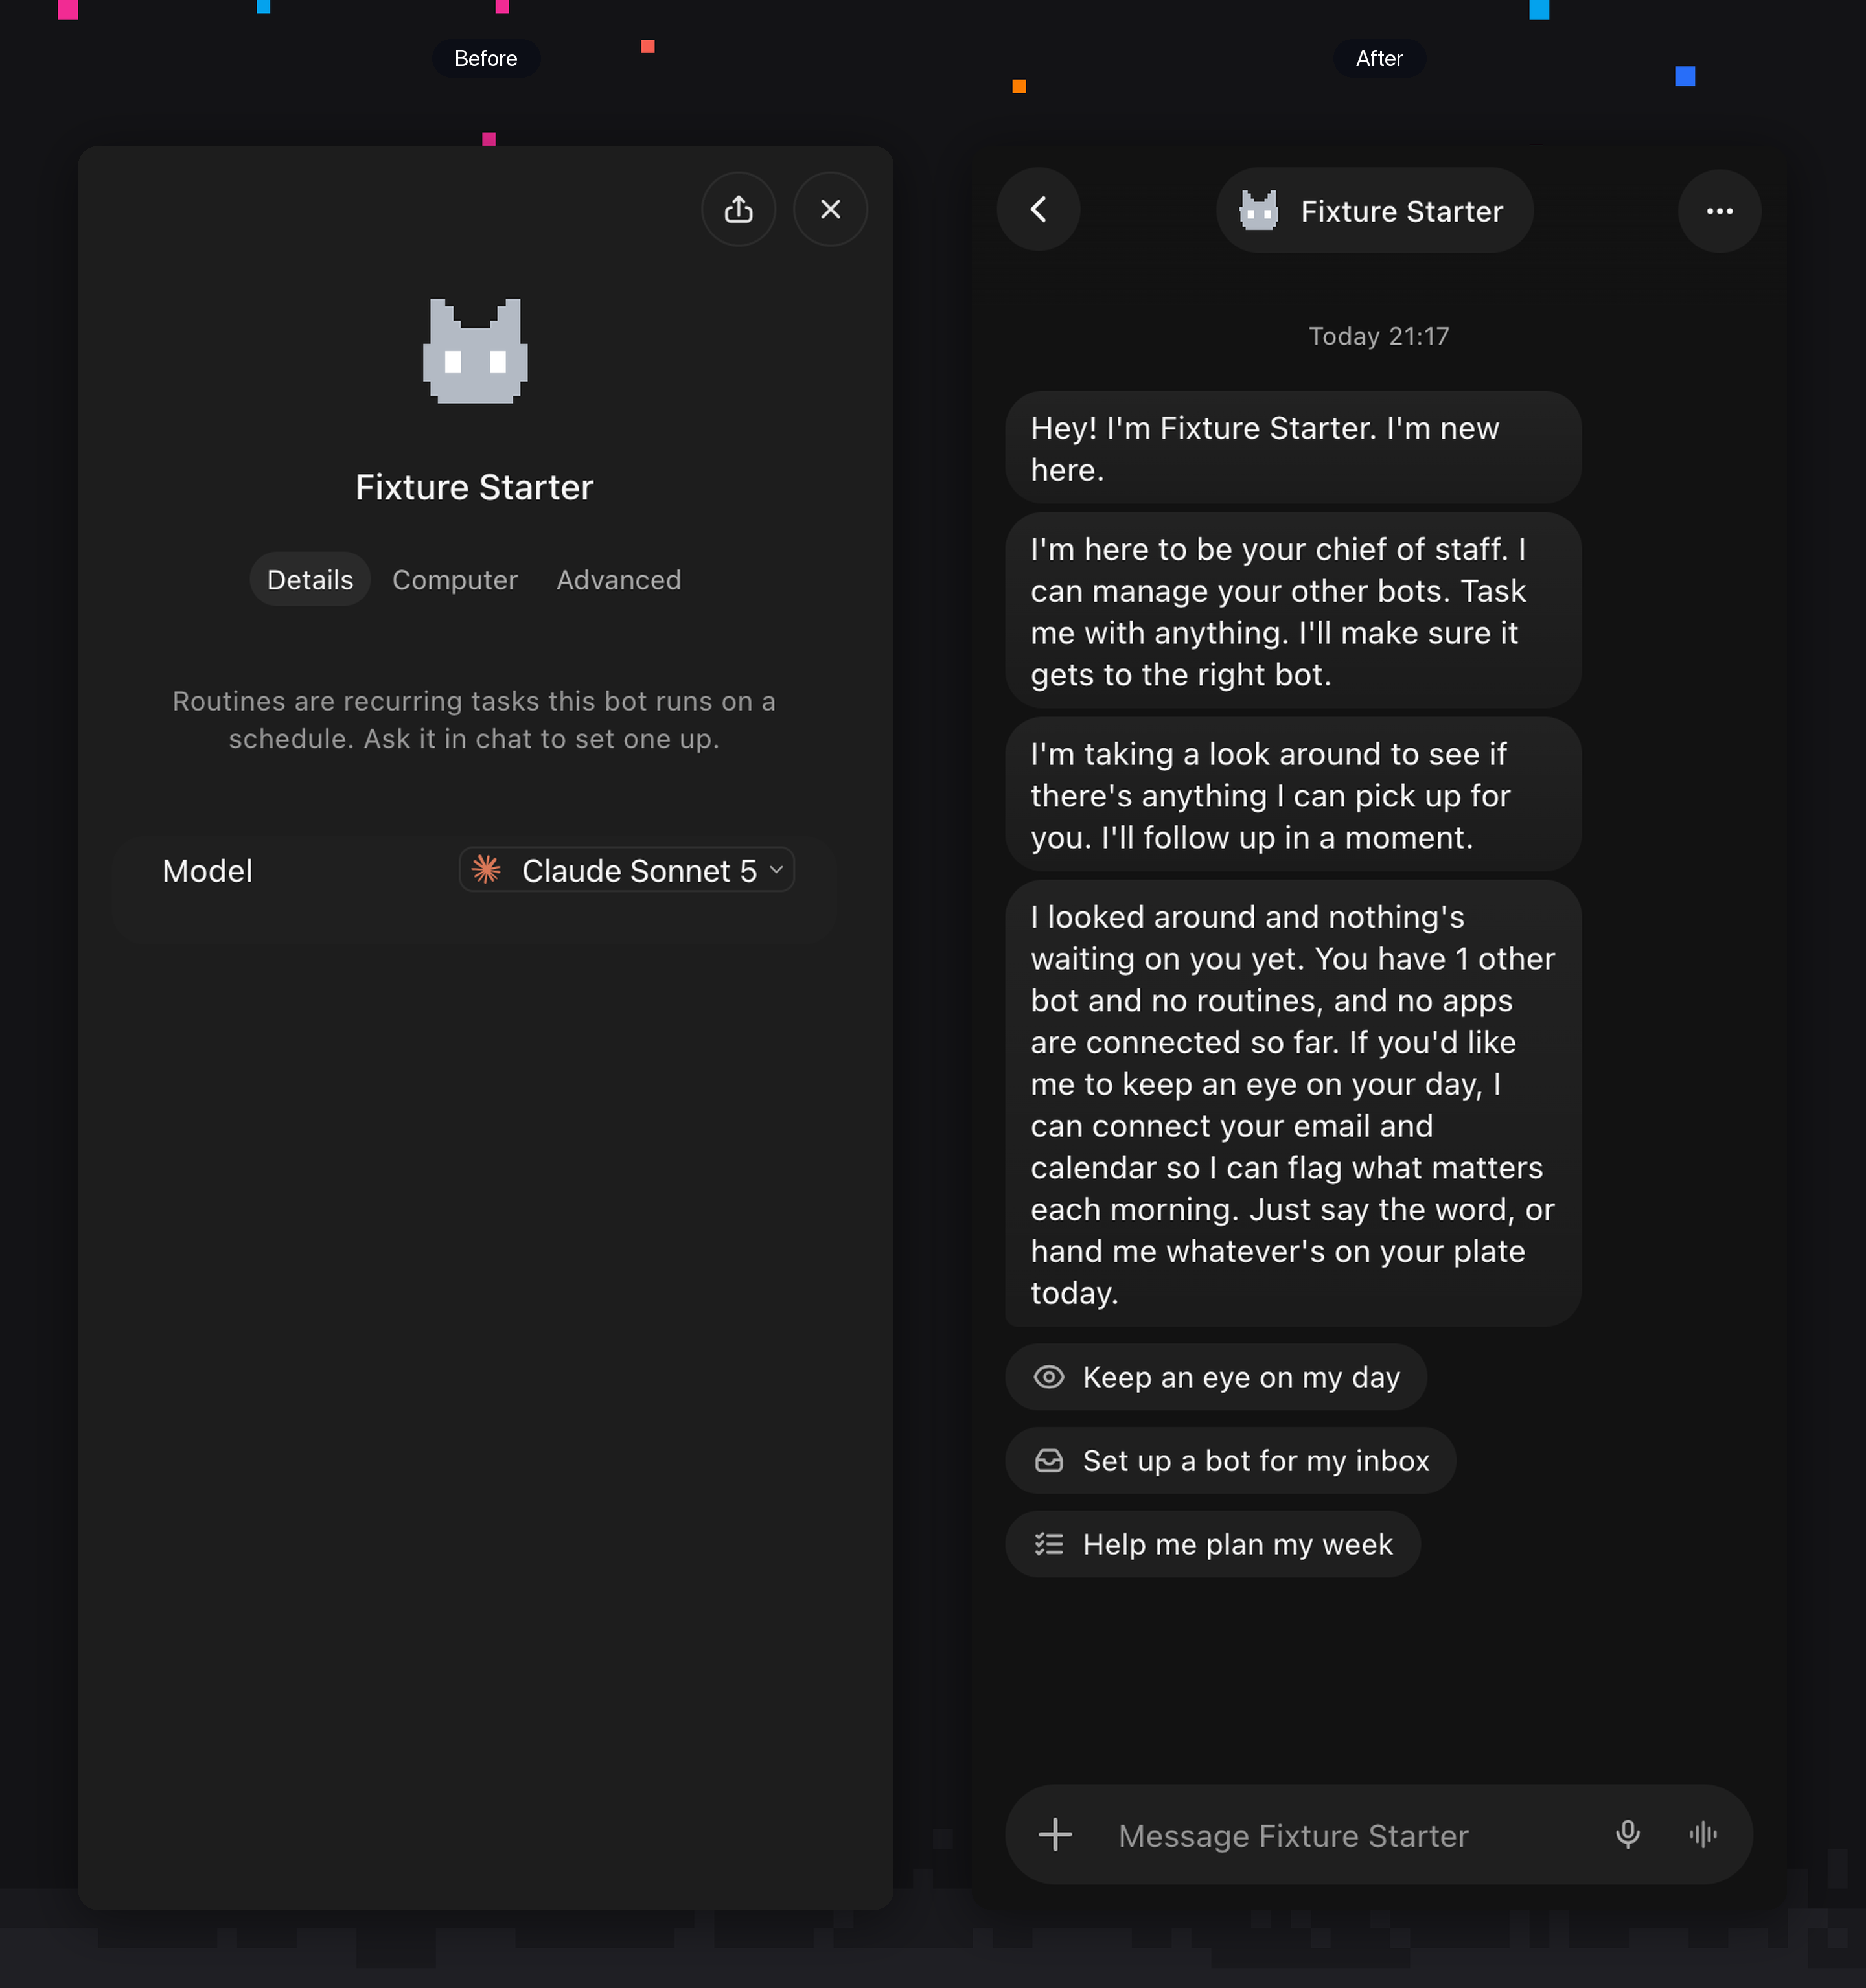 Before
After
Fixture Starter
Details Computer Advanced
Routines are recurring tasks this bot runs on a
schedule. Ask it in chat to set one up.
Model
Claude Sonnet 5
Fixture Starter
Today 21:17
Hey! I'm Fixture Starter. I'm new
here.
I'm here to be your chief of staff. I
can manage your other bots. Task
me with anything. I'll make sure it
gets to the right bot.
I'm taking a look around to see if
there's anything I can pick up for
you. I'll follow up in a moment.
I looked around and nothing's
waiting on you yet. You have 1 other
bot and no routines, and no apps
are connected so far. If you'd like
me to keep an eye on your day, I
can connect your email and
calendar so I can flag what matters
each morning. Just say the word, or
hand me whatever's on your plate
today.
Keep an eye on my day
Set up a bot for my inbox
Help me plan my week
Message Fixture Starter